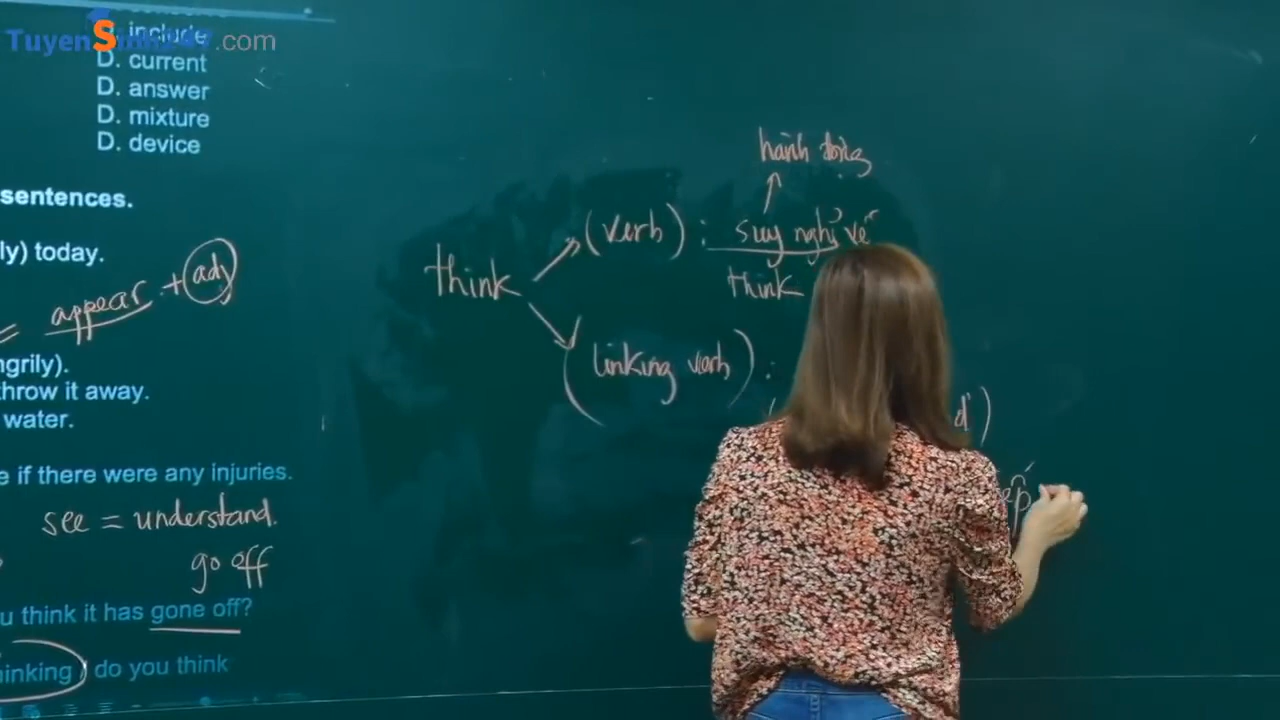 TuyenSinh247.com
D. include
D. current
D. answer
D. mixture
D. device
sentences.
ly) today.
= appear + adj
ngrily).
throw it away.
water.
e if there were any injuries.
see = understand.
go off
u think it has gone off?
hinking / do you think
hành động
think
(verb) : suy nghĩ về
think
(linking verb) :